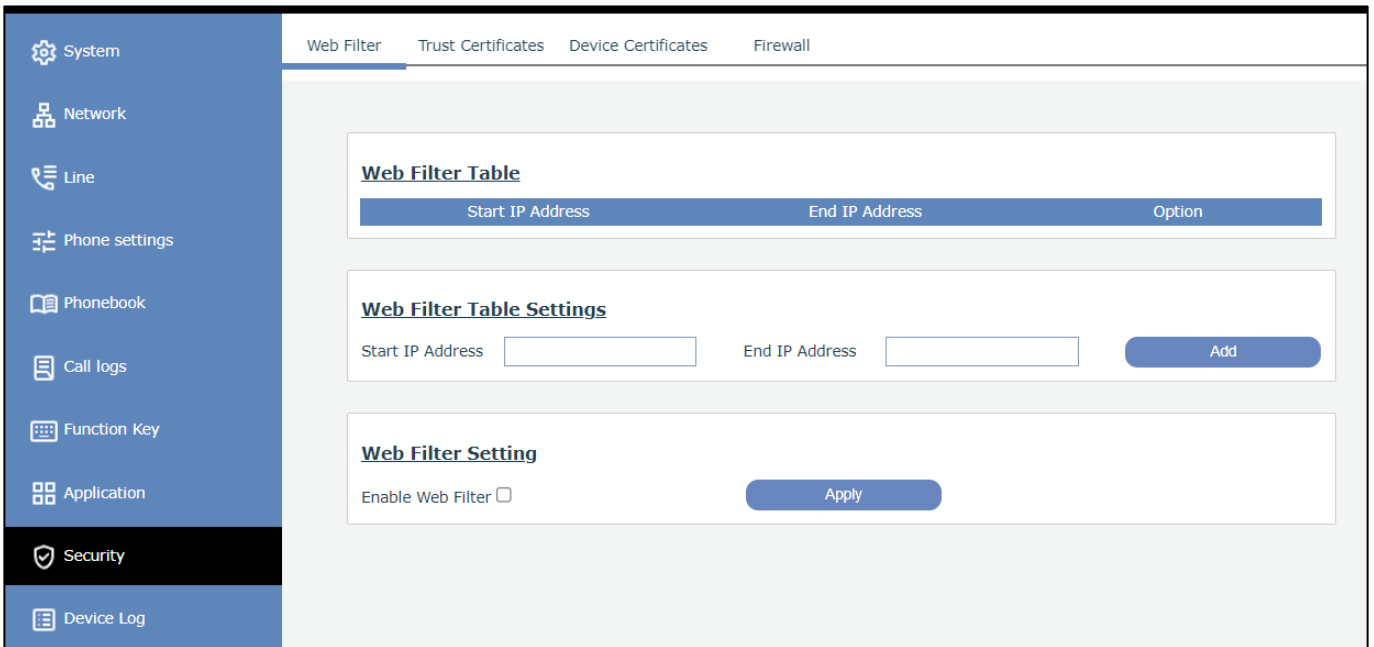 System
Network
Line
Phone settings
Phonebook
Call logs
Function Key
Application
Security
Device Log
Web Filter Trust Certificates Device Certificates Firewall
Web Filter Table
Start IP Address End IP Address Option
Web Filter Table Settings
Start IP Address End IP Address Add
Web Filter Setting
Enable Web Filter Apply